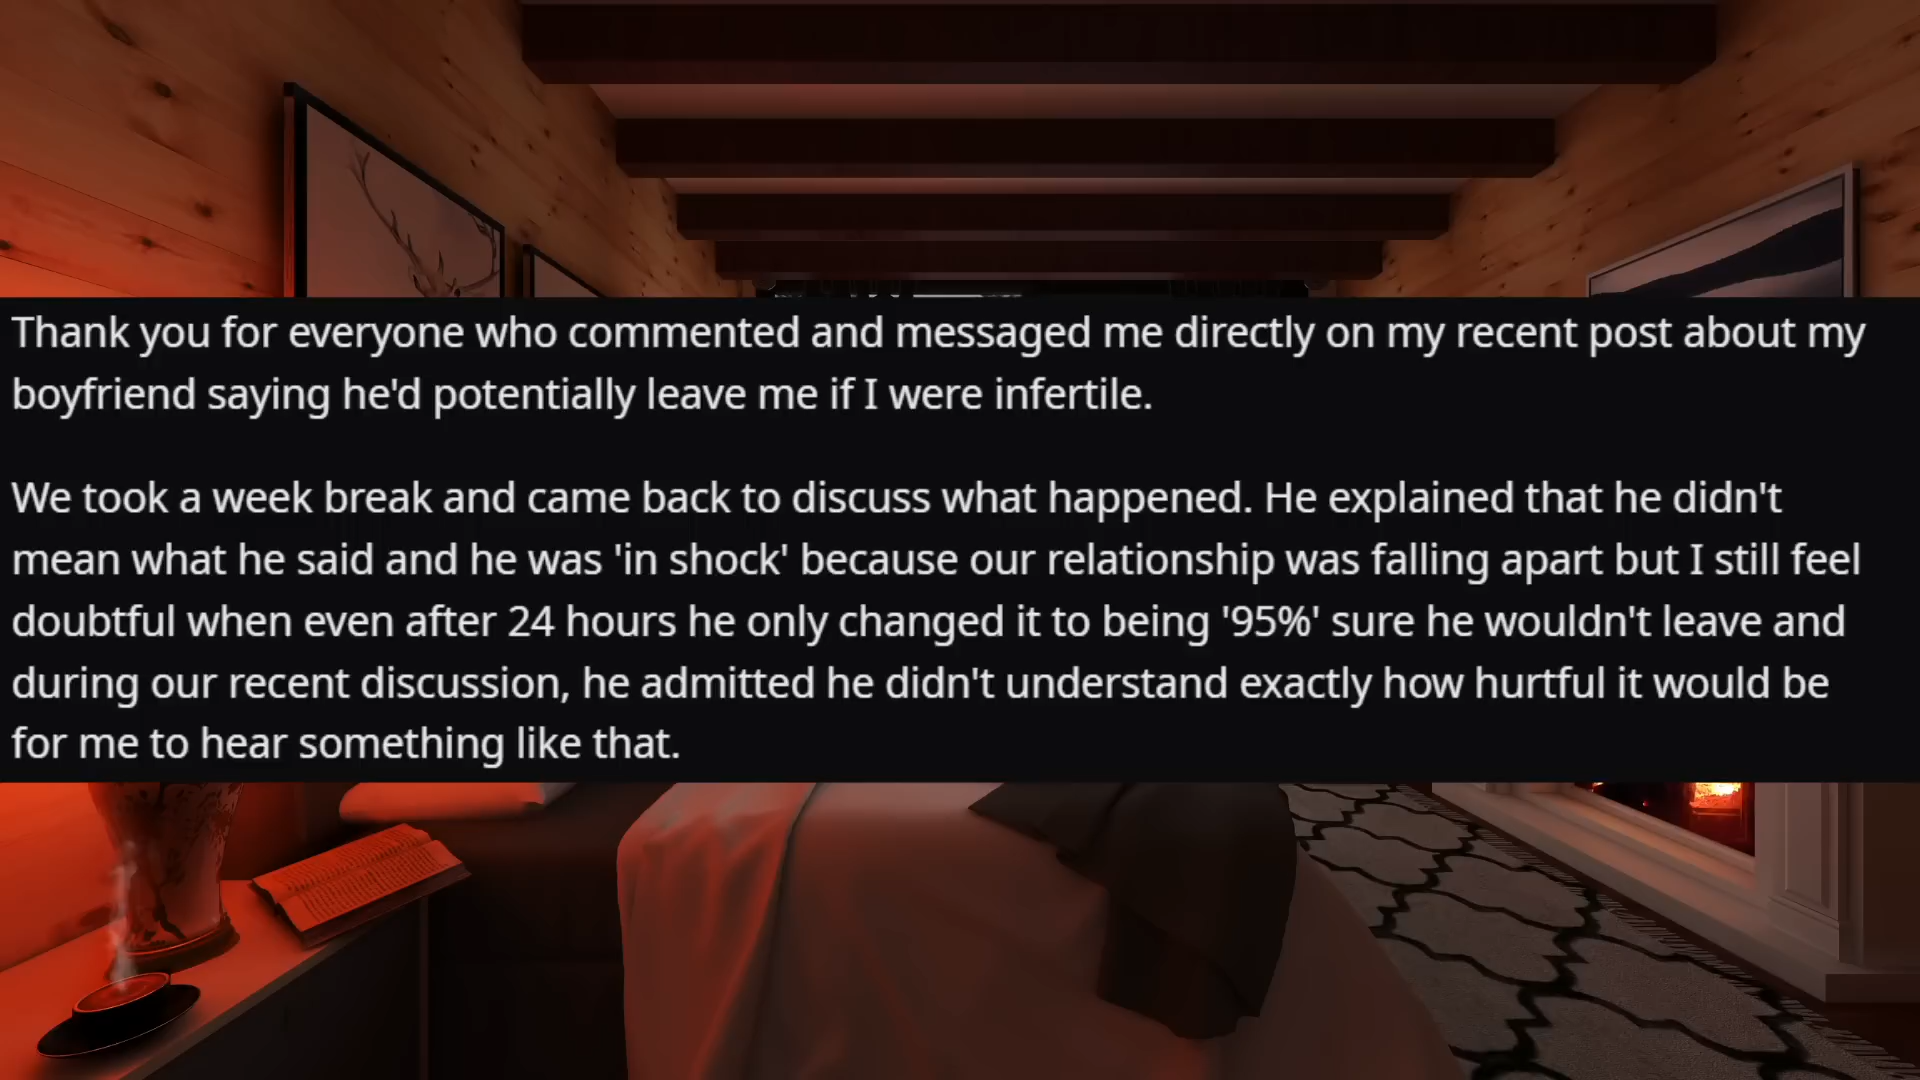 Thank you for everyone who commented and messaged me directly on my recent post about my
boyfriend saying he'd potentially leave me if I were infertile.
We took a week break and came back to discuss what happened. He explained that he didn't
mean what he said and he was 'in shock' because our relationship was falling apart but I still feel
doubtful when even after 24 hours he only changed it to being '95%' sure he wouldn't leave and
during our recent discussion, he admitted he didn't understand exactly how hurtful it would be
for me to hear something like that.